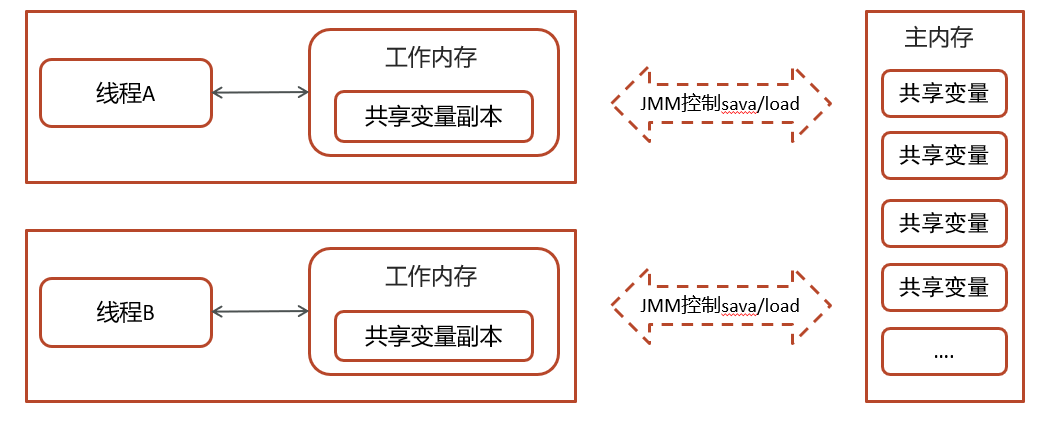 工作内存
线程A
共享变量副本
JMM控制sava/load
工作内存
线程B
共享变量副本
JMM控制sava/load
主内存
共享变量
共享变量
共享变量
共享变量
....